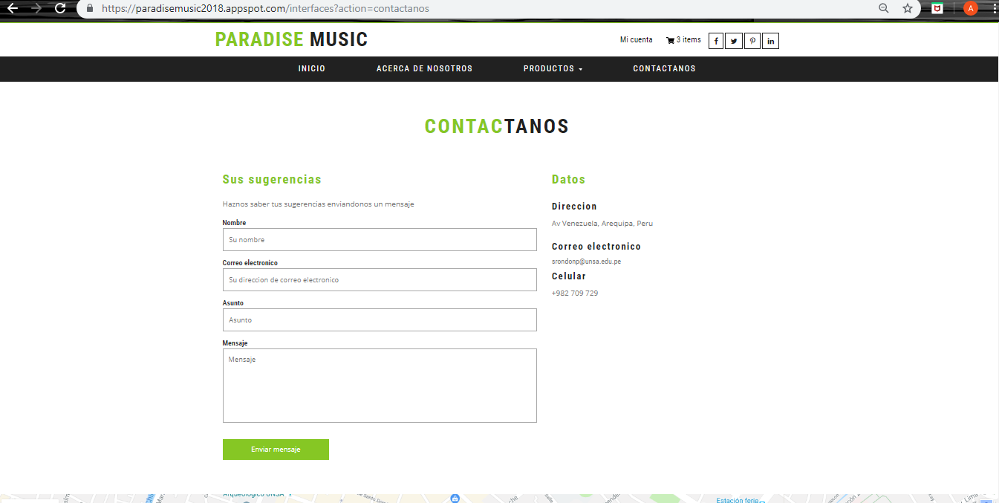 https://paradisemusic2018.appspot.com/interfaces?action=contactanos
A
PARADISE MUSIC
Mi cuenta 3 items
INICIO ACERCA DE NOSOTROS PRODUCTOS CONTACTANOS
CONTACTANOS
Sus sugerencias
Haznos saber tus sugerencias enviandonos un mensaje
Nombre
Su nombre
Correo electronico
Su direccion de correo electronico
Asunto
Asunto
Mensaje
Mensaje
Enviar mensaje
Datos
Direccion
Av Venezuela, Arequipa, Peru
Correo electronico
srondonp@unsa.edu.pe
Celular
+982 709 729
Arqueológico UNSA
Estación feria
Lima